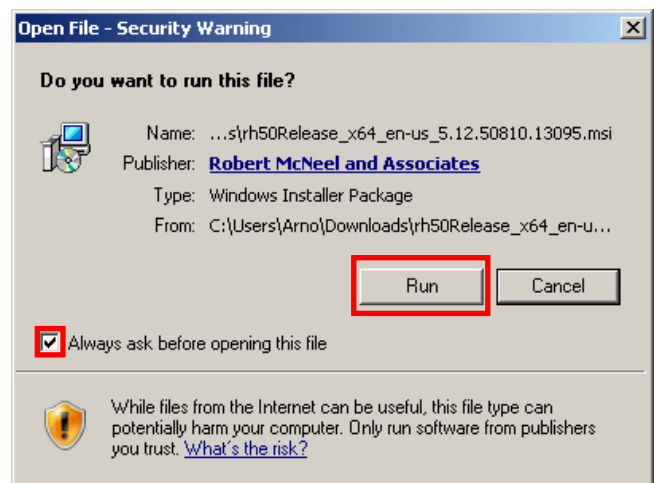 Open File - Security Warning
Do you want to run this file?
Name: ...s\rh50Release_x64_en-us_5.12.50810.13095.msi
Publisher: Robert McNeel and Associates
Type: Windows Installer Package
From: C:\Users\Arno\Downloads\rh50Release_x64_en-u...
Run Cancel
Always ask before opening this file
While files from the Internet can be useful, this file type can
potentially harm your computer. Only run software from publishers
you trust. What's the risk?